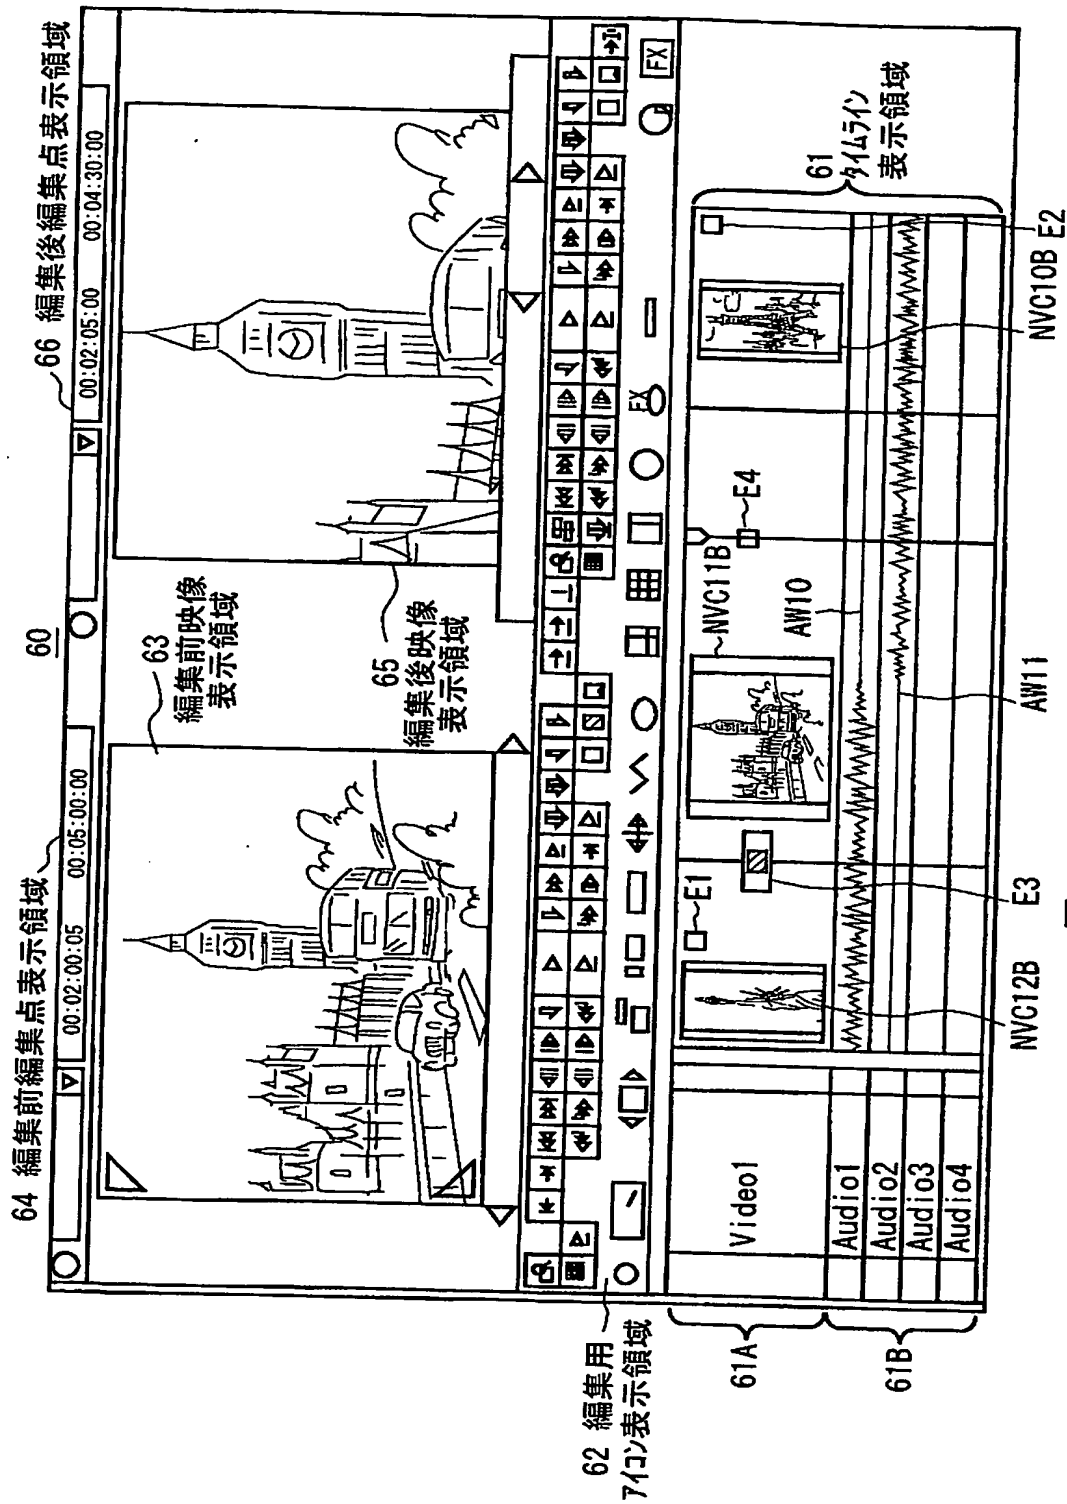 60
64 編集前編集点表示領域
66 編集後編集点表示領域
00:02:00:05 00:05:00:00
00:02:05:00 00:04:30:00
63
編集前映像
表示領域
65
編集後映像
表示領域
62 編集用
アイコン表示領域
FX
FX
61
タイムライン
表示領域
61A
61B
Video1
Audio1
Audio2
Audio3
Audio4
E1
NVC11B
E4
AW10
NVC12B
E3
AW11
NVC10B
E2